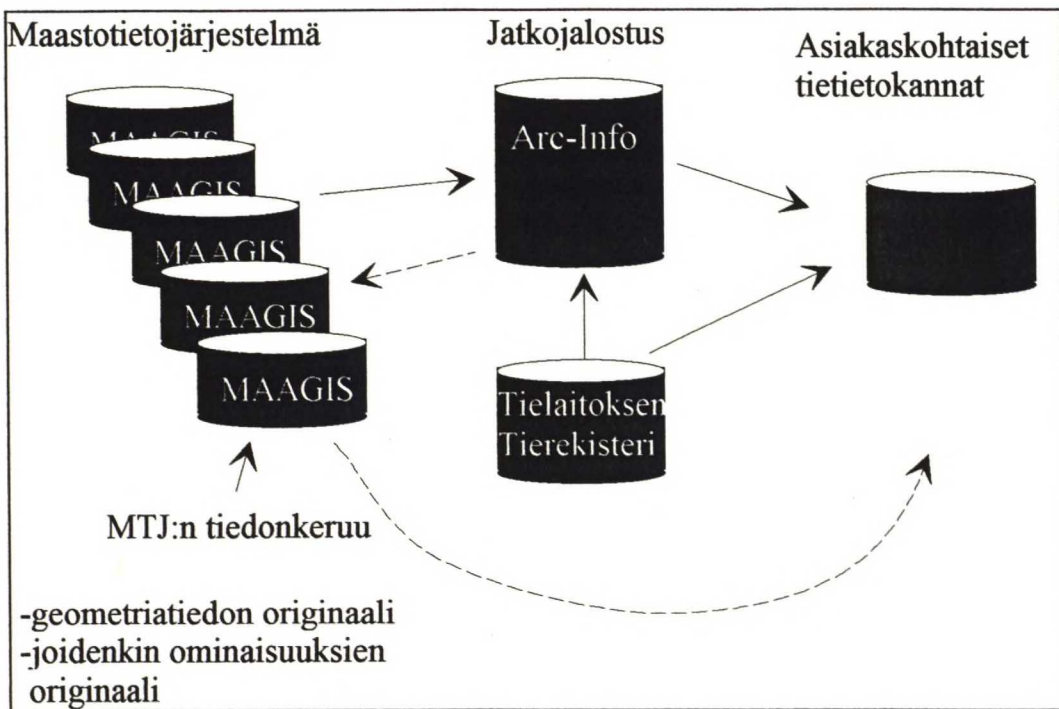 Maastotietojärjestelmä
Jatkojalostus
Asiakaskohtaiset
tietietokannat
MAAGIS
MAAGIS
MAAGIS
MAAGIS
MAAGIS
Arc-Info
Tielaitoksen
Tierekisteri
MTJ:n tiedonkeruu
-geometriatiedon originaali
-joidenkin ominaisuuksien
originaali